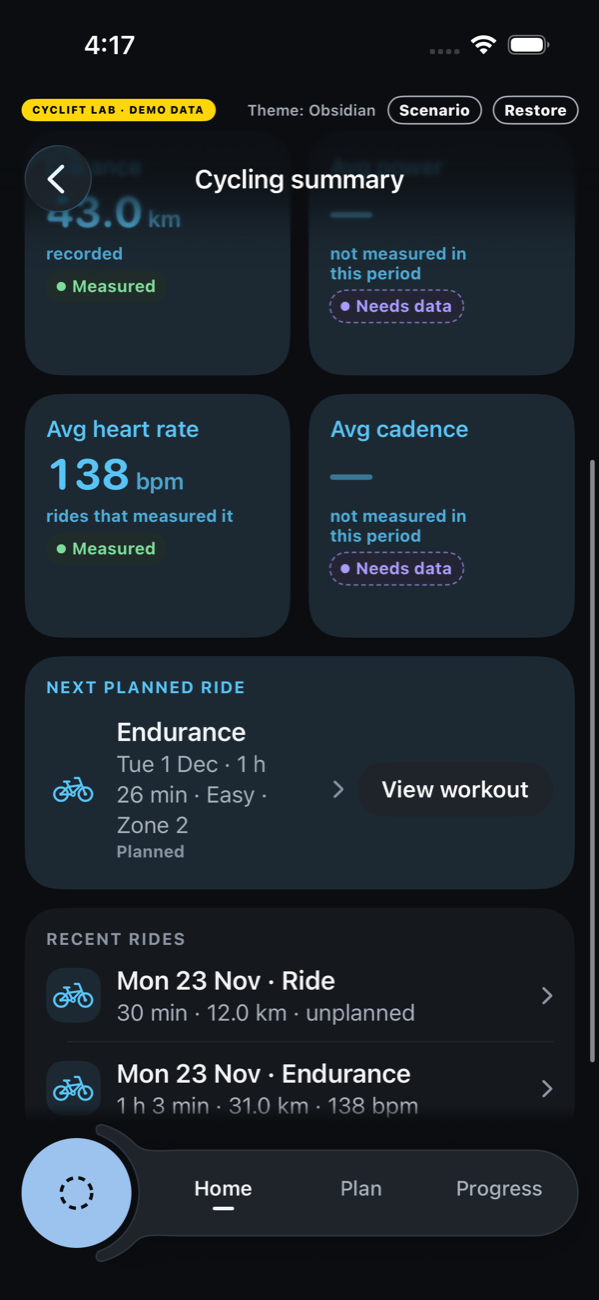 4:17
CYCLIFT LAB · DEMO DATA
Theme: Obsidian
Scenario
Restore
Cycling summary
Distance
Avg power
43.0 km
—
recorded
not measured in
this period
Measured
Needs data
Avg heart rate
Avg cadence
138 bpm
—
rides that measured it
not measured in
this period
Measured
Needs data
NEXT PLANNED RIDE
Endurance
Tue 1 Dec · 1 h
26 min · Easy ·
Zone 2
Planned
View workout
RECENT RIDES
Mon 23 Nov · Ride
30 min · 12.0 km · unplanned
Mon 23 Nov · Endurance
1 h 3 min · 31.0 km · 138 bpm
Home
Plan
Progress